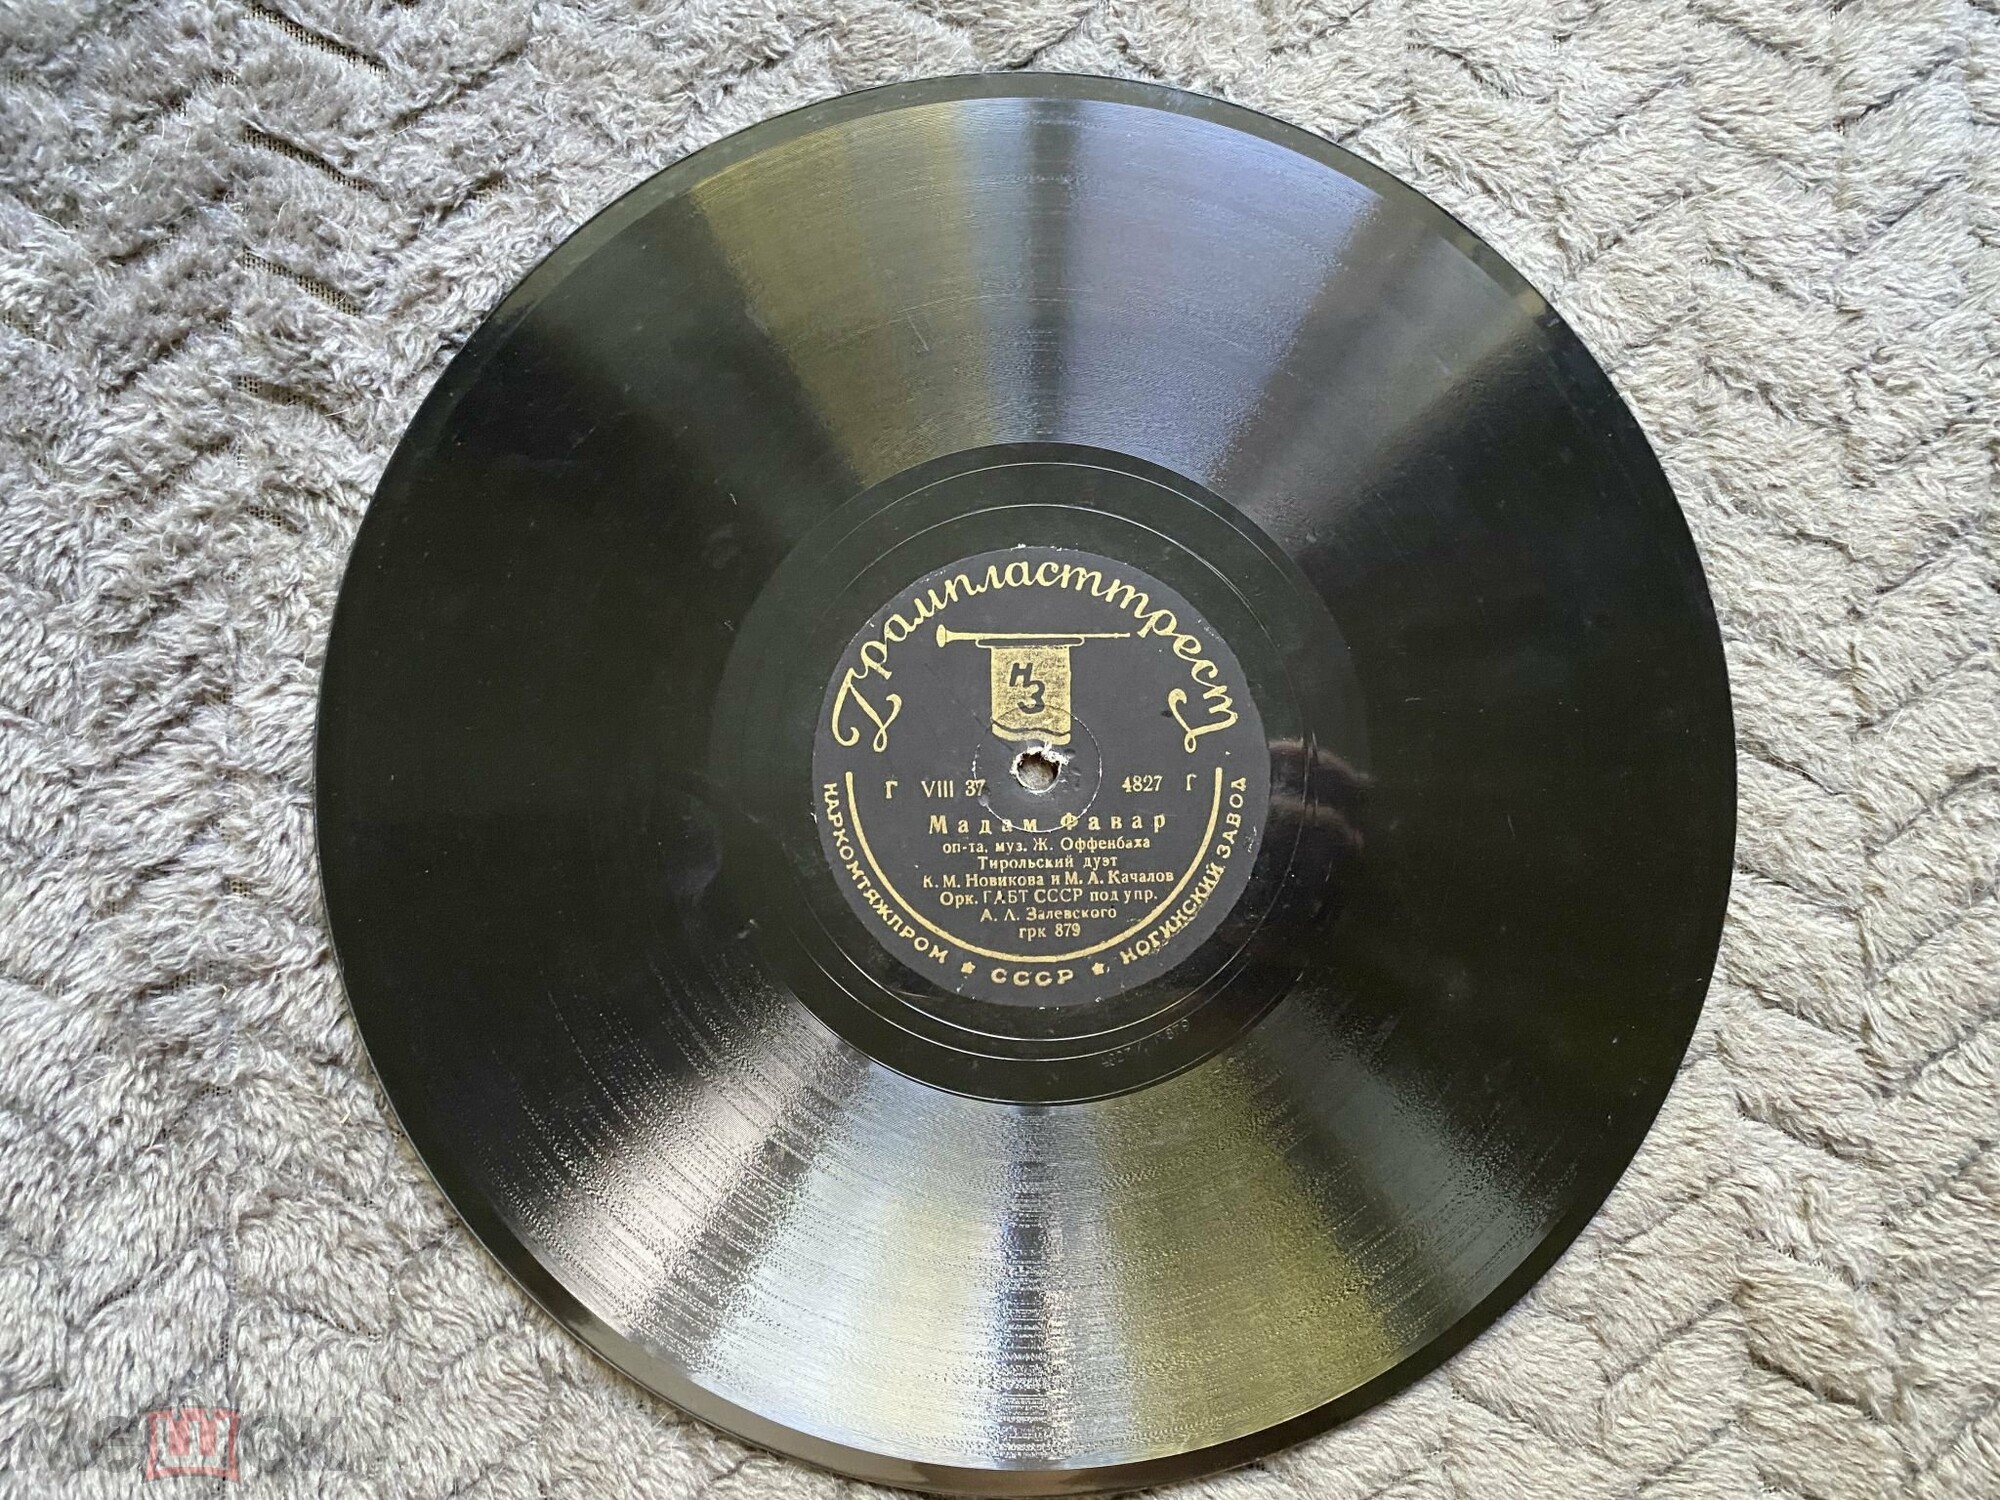 Грампласттрест
НЗ
Г VIII 37 4827 Г
Мадам Фавар
оп-та, муз. Ж. Оффенбаха
Тирольский дуэт
К. М. Новикова и М. А. Качалов
Орк. ГАБТ СССР под упр.
А. Л. Залевского
грк 879
НАРКОМТЯЖПРОМ ★ СССР ★ НОГИНСКИЙ ЗАВОД
мешок